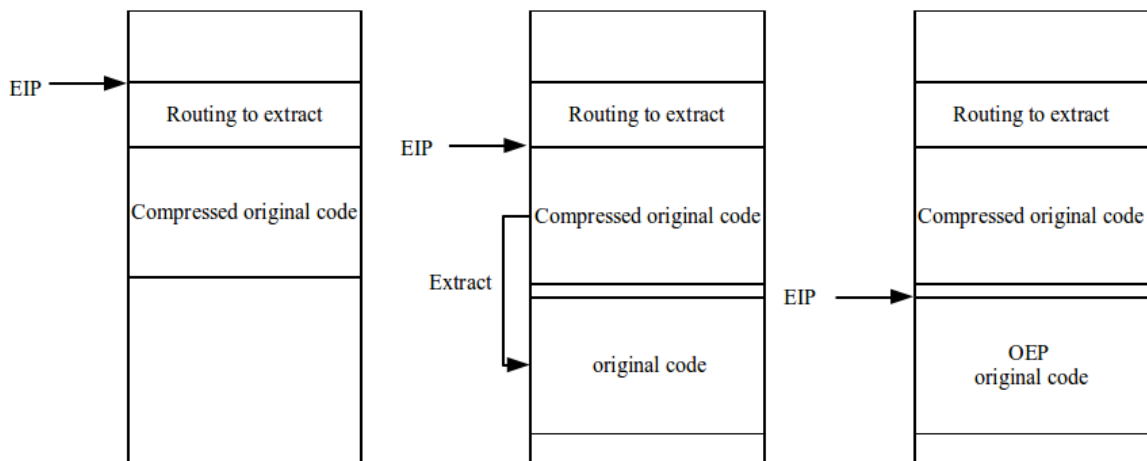 EIP
Routing to extract
Compressed original code
EIP
Routing to extract
Compressed original code
Extract
original code
EIP
Routing to extract
Compressed original code
OEP
original code